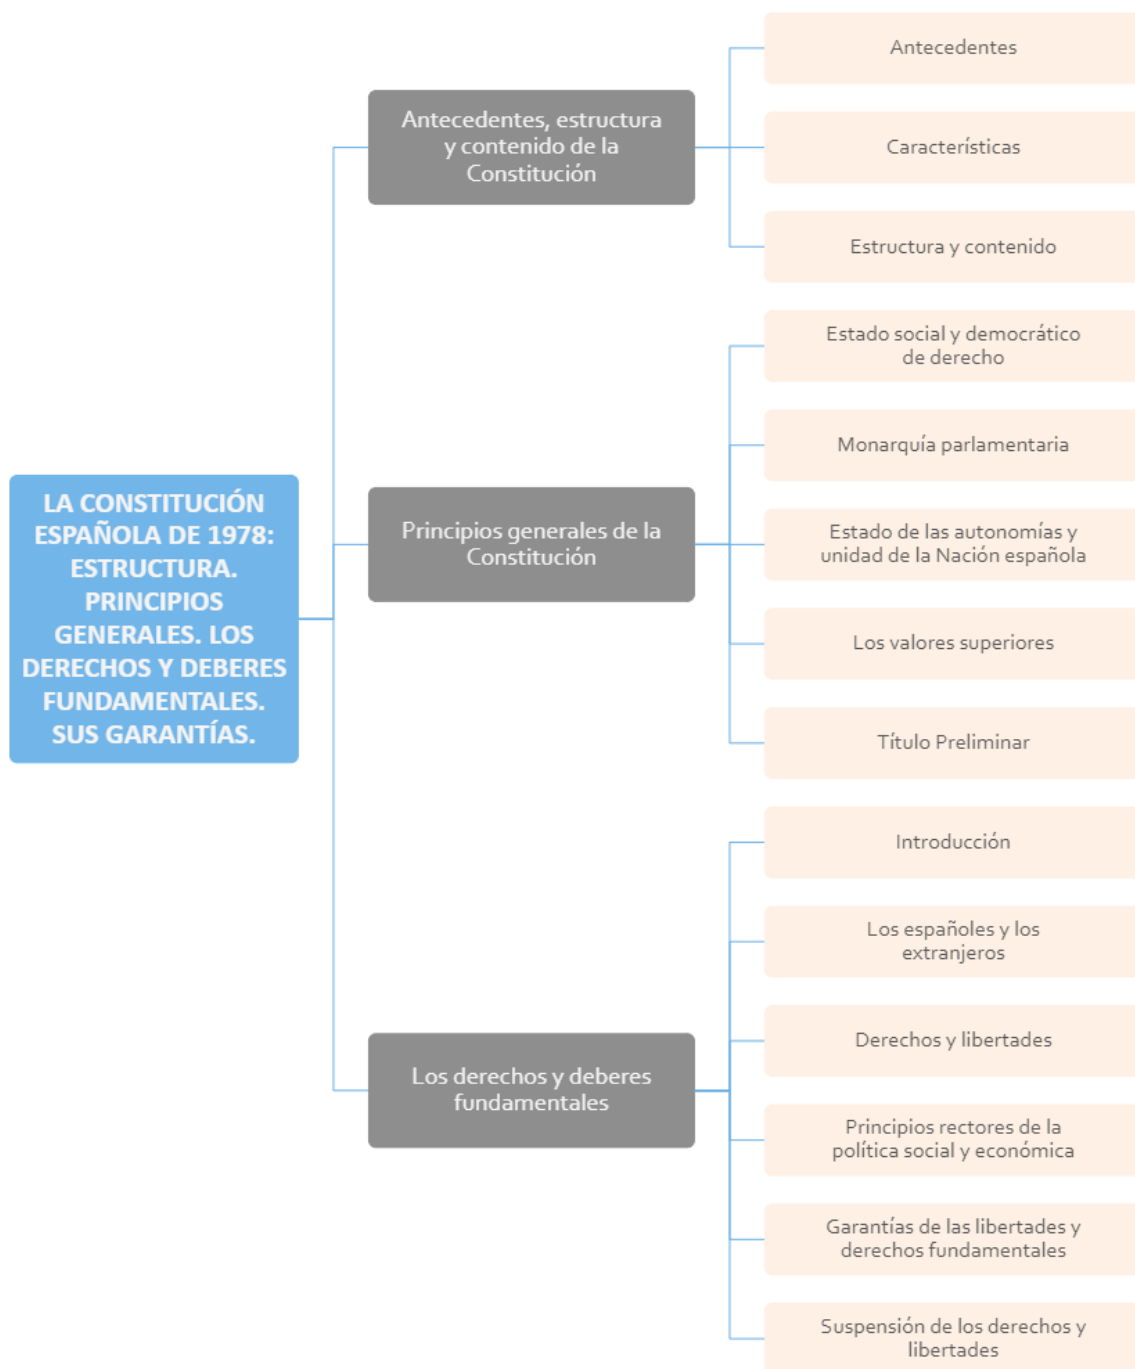 LA CONSTITUCIÓN
ESPAÑOLA DE 1978:
ESTRUCTURA.
PRINCIPIOS
GENERALES. LOS
DERECHOS Y DEBERES
FUNDAMENTALES.
SUS GARANTÍAS.
Antecedentes, estructura
y contenido de la
Constitución
Antecedentes
Características
Estructura y contenido
Principios generales de la
Constitución
Estado social y democrático
de derecho
Monarquía parlamentaria
Estado de las autonomías y
unidad de la Nación española
Los valores superiores
Título Preliminar
Los derechos y deberes
fundamentales
Introducción
Los españoles y los
extranjeros
Derechos y libertades
Principios rectores de la
política social y económica
Garantías de las libertades y
derechos fundamentales
Suspensión de los derechos y
libertades